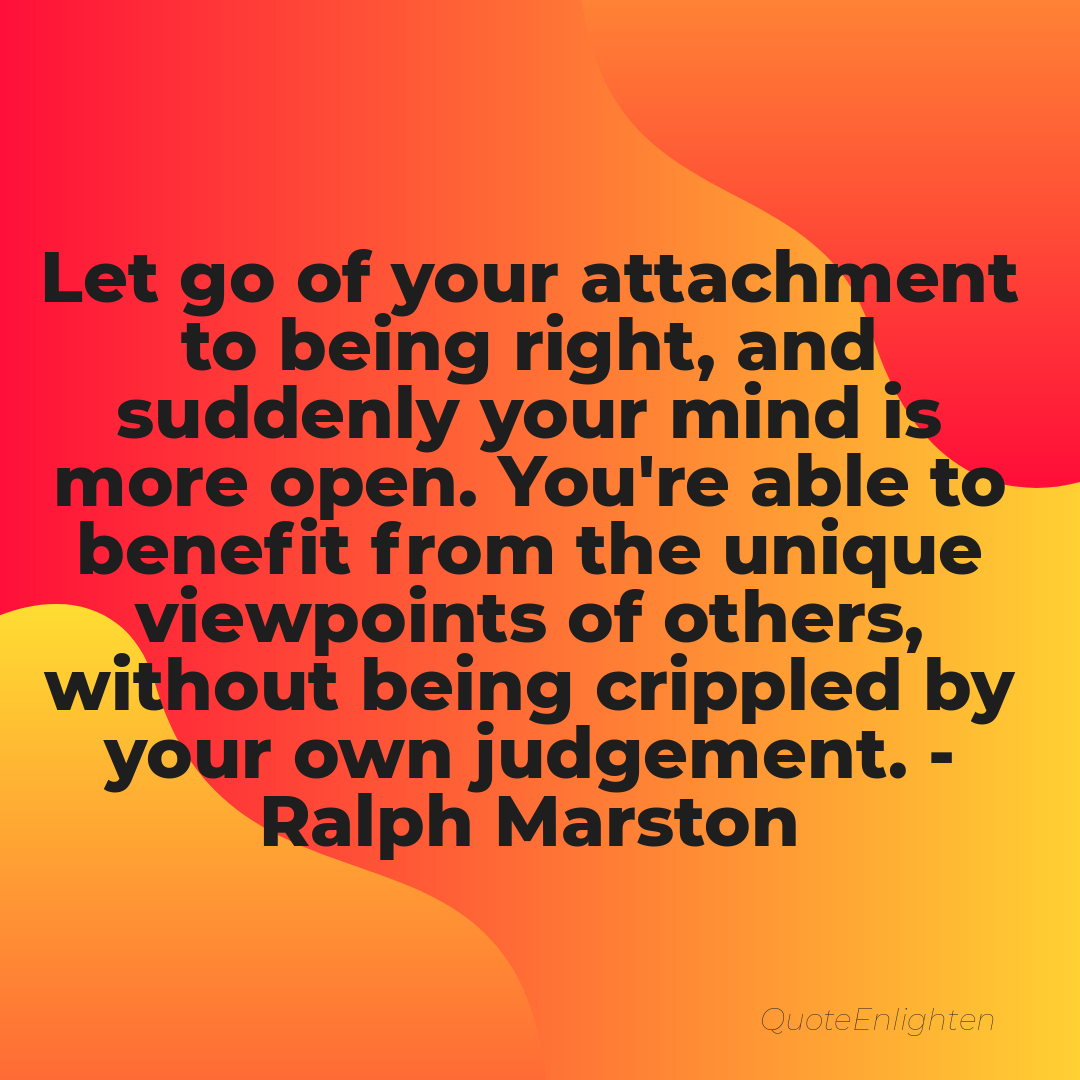 Let go of your attachment
to being right, and
suddenly your mind is
more open. You're able to
benefit from the unique
viewpoints of others,
without being crippled by
your own judgement. -
Ralph Marston
QuoteEnlighten